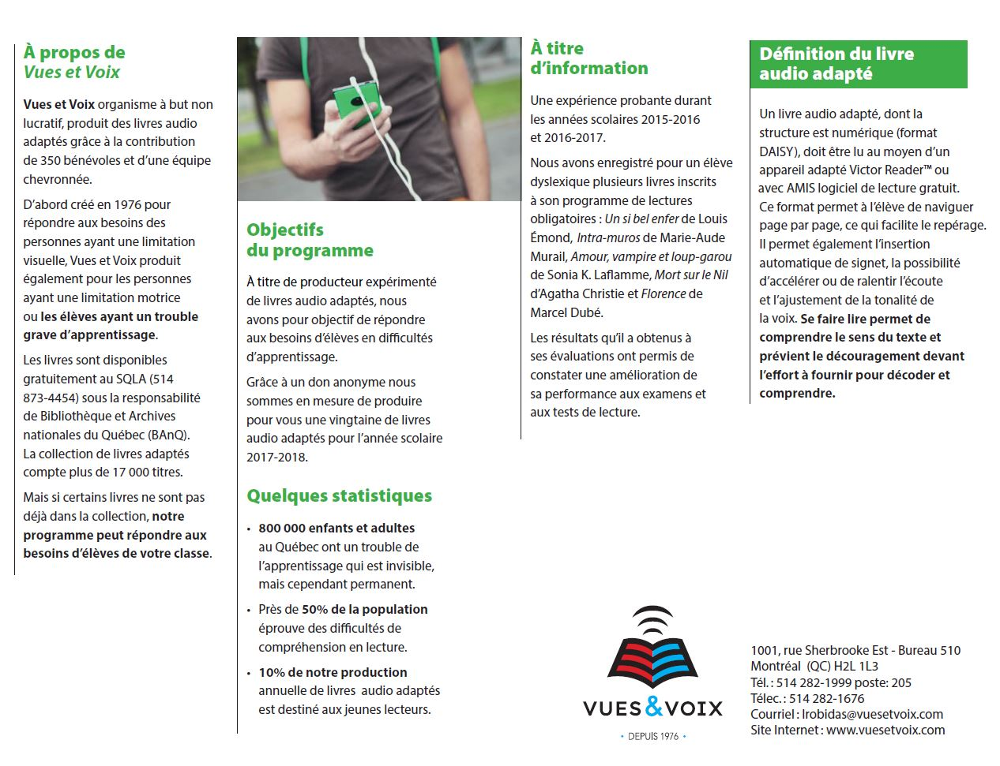 À propos de
Vues et Voix
Vues et Voix organisme à but non
lucratif, produit des livres audio
adaptés grâce à la contribution
de 350 bénévoles et d’une équipe
chevronnée.
D’abord créé en 1976 pour
répondre aux besoins des
personnes ayant une limitation
visuelle, Vues et Voix produit
également pour les personnes
ayant une limitation motrice
ou les élèves ayant un trouble
grave d’apprentissage.
Les livres sont disponibles
gratuitement au SQLA (514
873-4454) sous la responsabilité
de Bibliothèque et Archives
nationales du Québec (BAnQ).
La collection de livres adaptés
compte plus de 17 000 titres.
Mais si certains livres ne sont pas
déjà dans la collection, notre
programme peut répondre aux
besoins d’élèves de votre classe.
Objectifs
du programme
À titre de producteur expérimenté
de livres audio adaptés, nous
avons pour objectif de répondre
aux besoins d’élèves en difficultés
d’apprentissage.
Grâce à un don anonyme nous
sommes en mesure de produire
pour vous une vingtaine de livres
audio adaptés pour l’année scolaire
2017-2018.
Quelques statistiques
• 800 000 enfants et adultes
au Québec ont un trouble de
l’apprentissage qui est invisible,
mais cependant permanent.
• Près de 50% de la population
éprouve des difficultés de
compréhension en lecture.
• 10% de notre production
annuelle de livres audio adaptés
est destiné aux jeunes lecteurs.
À titre
d’information
Une expérience probante durant
les années scolaires 2015-2016
et 2016-2017.
Nous avons enregistré pour un élève
dyslexique plusieurs livres inscrits
à son programme de lectures
obligatoires : Un si bel enfer de Louis
Émond, Intra-muros de Marie-Aude
Murail, Amour, vampire et loup-garou
de Sonia K. Laflamme, Mort sur le Nil
d’Agatha Christie et Florence de
Marcel Dubé.
Les résultats qu’il a obtenus à
ses évaluations ont permis de
constater une amélioration de
sa performance aux examens et
aux tests de lecture.
Définition du livre
audio adapté
Un livre audio adapté, dont la
structure est numérique (format
DAISY), doit être lu au moyen d’un
appareil adapté Victor Reader™ ou
avec AMIS logiciel de lecture gratuit.
Ce format permet à l’élève de naviguer
page par page, ce qui facilite le repérage.
Il permet également l’insertion
automatique de signet, la possibilité
d’accélérer ou de ralentir l’écoute
et l’ajustement de la tonalité de
la voix. Se faire lire permet de
comprendre le sens du texte et
prévient le découragement devant
l’effort à fournir pour décoder et
comprendre.
VUES & VOIX
• DEPUIS 1976 •
1001, rue Sherbrooke Est - Bureau 510
Montréal (QC) H2L 1L3
Tél. : 514 282-1999 poste: 205
Télec. : 514 282-1676
Courriel : lrobidas@vuesetvoix.com
Site Internet : www.vuesetvoix.com